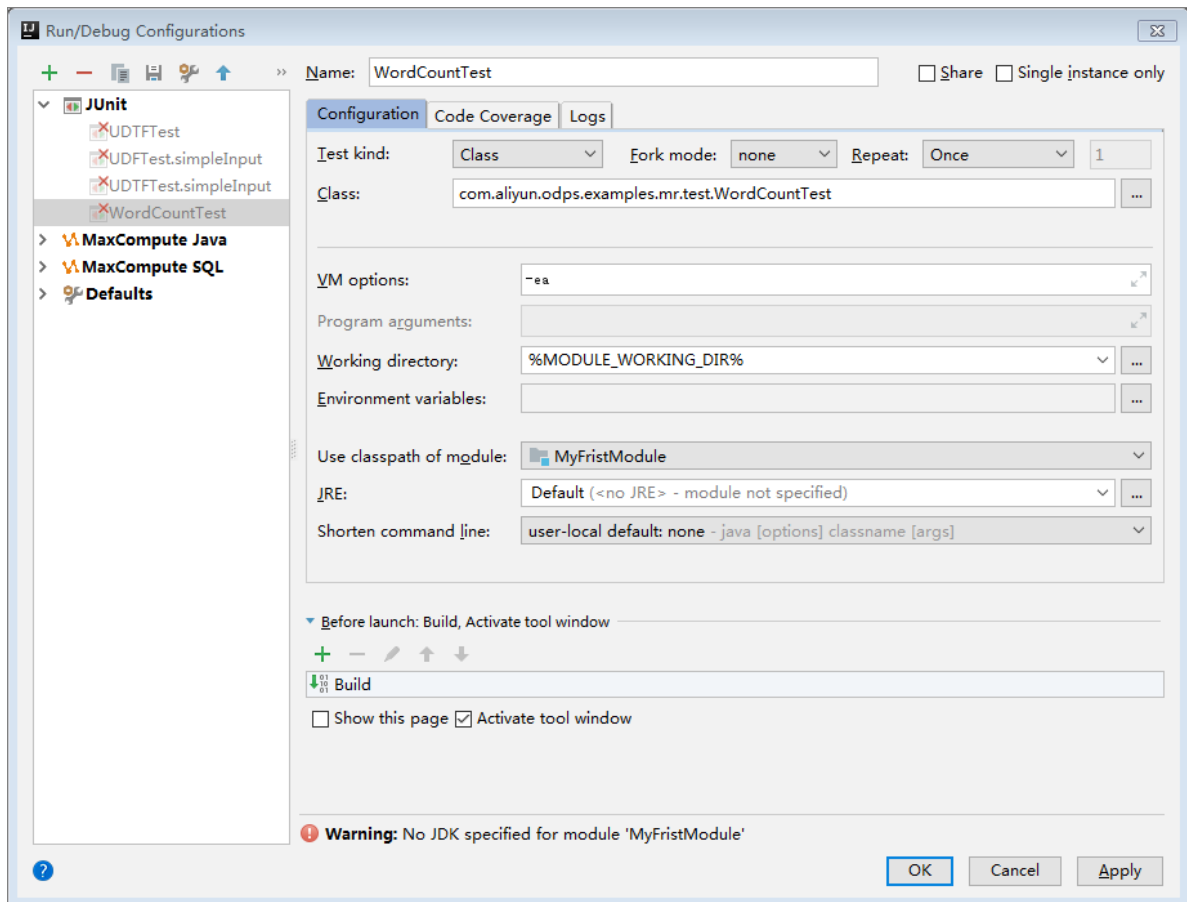 Run/Debug Configurations
Name: WordCountTest Share Single instance only
JUnit
UDTFTest
UDFTest.simpleInput
UDTFTest.simpleInput
WordCountTest
MaxCompute Java
MaxCompute SQL
Defaults
Configuration Code Coverage Logs
Test kind: Class Fork mode: none Repeat: Once 1
Class: com.aliyun.odps.examples.mr.test.WordCountTest ...
VM options: -ea
Program arguments:
Working directory: %MODULE_WORKING_DIR% ...
Environment variables: ...
Use classpath of module: MyFristModule
JRE: Default (<no JRE> - module not specified) ...
Shorten command line: user-local default: none - java [options] classname [args]
Before launch: Build, Activate tool window
Build
Show this page Activate tool window
Warning: No JDK specified for module 'MyFristModule'
? OK Cancel Apply